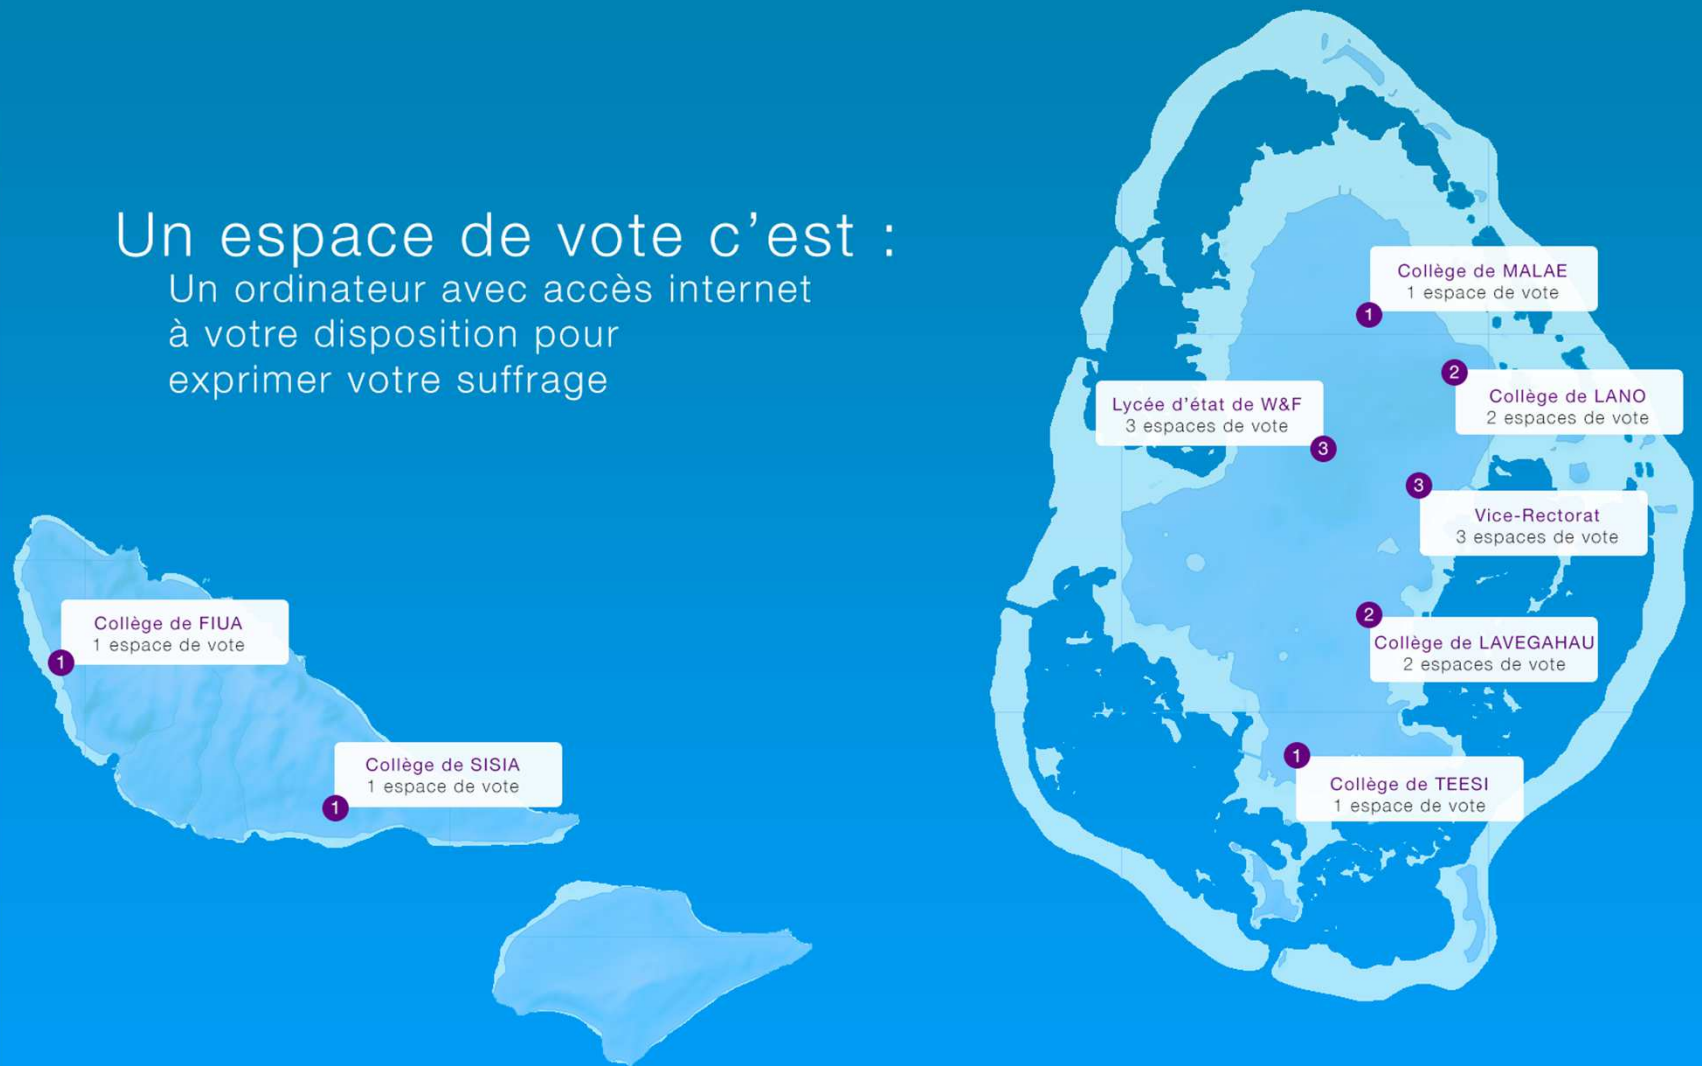 Un espace de vote c'est :
Un ordinateur avec accès internet
à votre disposition pour
exprimer votre suffrage
Collège de MALAE
1 espace de vote
1
2
Collège de LANO
2 espaces de vote
Lycée d'état de W&F
3 espaces de vote
3
3
Vice-Rectorat
3 espaces de vote
2
Collège de LAVEGAHAU
2 espaces de vote
1
Collège de TEESI
1 espace de vote
Collège de FIUA
1 espace de vote
1
Collège de SISIA
1 espace de vote
1